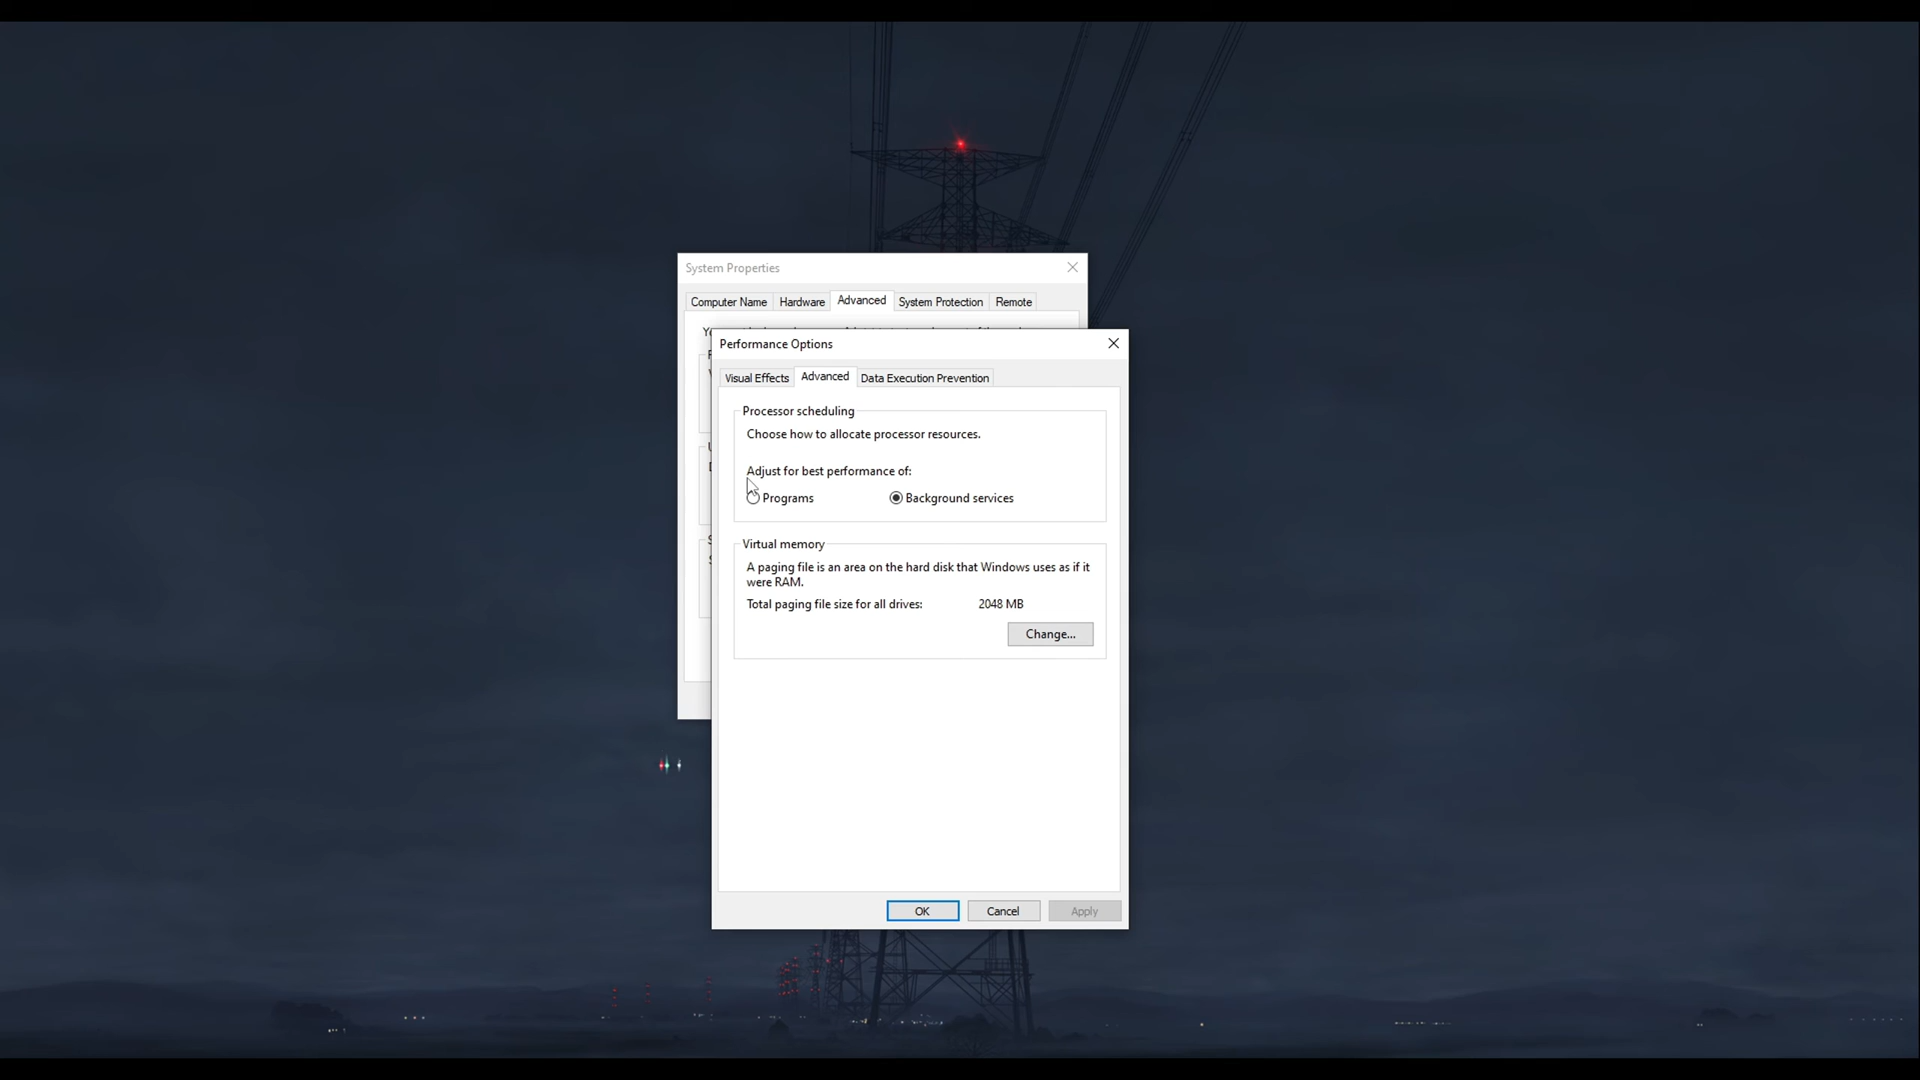 System Properties
Computer Name Hardware Advanced System Protection Remote
Performance Options
Visual Effects Advanced Data Execution Prevention
Processor scheduling
Choose how to allocate processor resources.
Adjust for best performance of:
Programs Background services
Virtual memory
A paging file is an area on the hard disk that Windows uses as if it
were RAM.
Total paging file size for all drives: 2048 MB
Change...
OK Cancel Apply